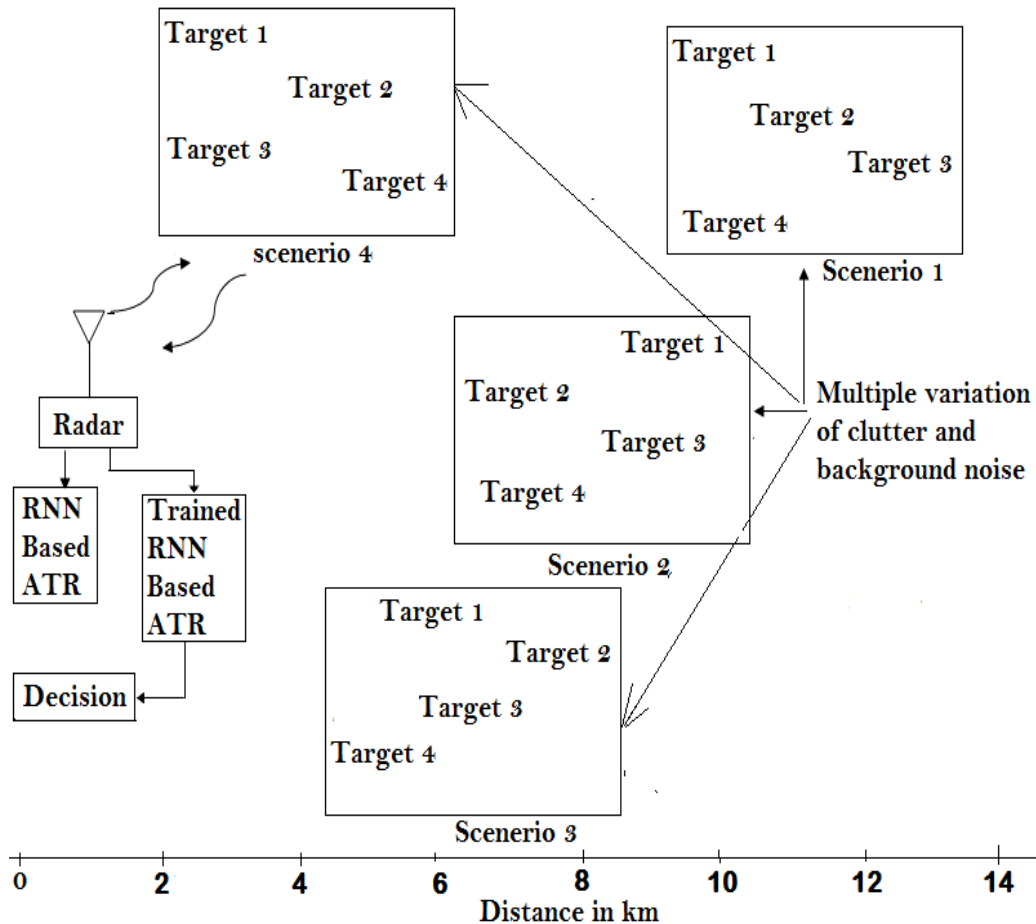 Target 1
Target 2
Target 3
Target 4
scenerio 4
Target 1
Target 2
Target 3
Target 4
Scenerio 1
Target 1
Target 2
Target 3
Target 4
Scenerio 2
Multiple variation
of clutter and
background noise
Radar
RNN
Based
ATR
Trained
RNN
Based
ATR
Decision
Target 1
Target 2
Target 3
Target 4
Scenerio 3
0 2 4 6 8 10 12 14
Distance in km